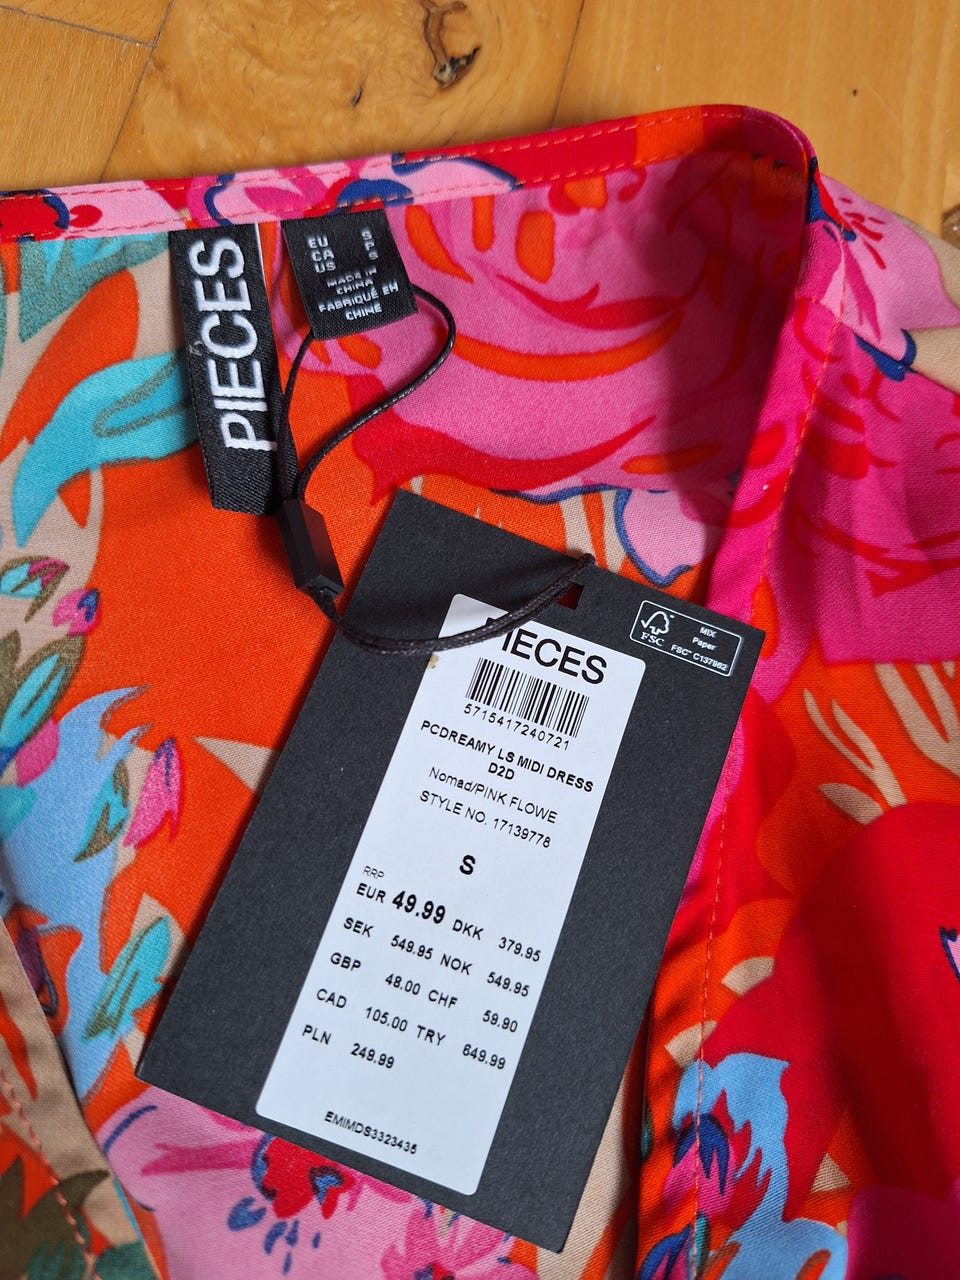 PIECES
EU S
CA P
US S
MADE IN
CHINA
FABRIQUÉ EN
CHINE
FSC
MIX
Paper
FSC™ C137962
PIECES
5715417240721
PCDREAMY LS MIDI DRESS
D2D
Nomad/PINK FLOWE
STYLE NO. 17139778
S
RRP
EUR 49.99 DKK 379.95
SEK 549.95 NOK 549.95
GBP 48.00 CHF 59.90
CAD 105.00 TRY 649.99
PLN 249.99
EMIMDS3323435